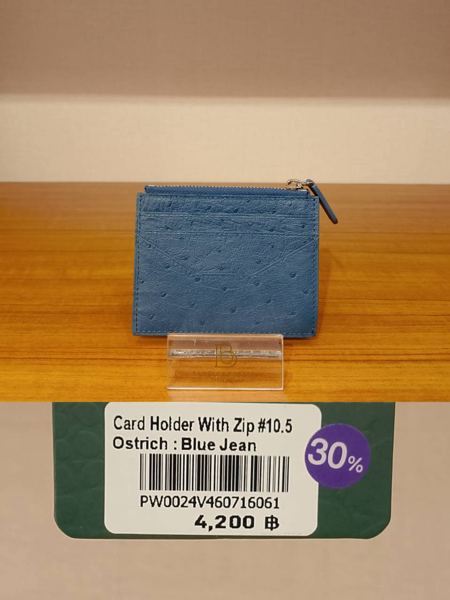 Card Holder With Zip #10.5
Ostrich : Blue Jean
30%
PW0024V460716061
4,200 ฿